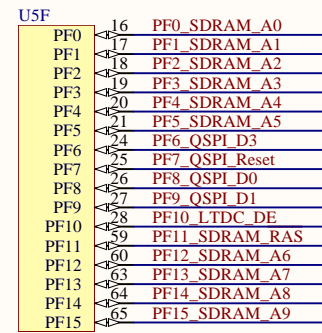 U5F
PF0 16 PF0_SDRAM_A0
PF1 17 PF1_SDRAM_A1
PF2 18 PF2_SDRAM_A2
PF3 19 PF3_SDRAM_A3
PF4 20 PF4_SDRAM_A4
PF5 21 PF5_SDRAM_A5
PF6 24 PF6_QSPI_D3
PF7 25 PF7_QSPI_Reset
PF8 26 PF8_QSPI_D0
PF9 27 PF9_QSPI_D1
PF10 28 PF10_LTDC_DE
PF11 59 PF11_SDRAM_RAS
PF12 60 PF12_SDRAM_A6
PF13 63 PF13_SDRAM_A7
PF14 64 PF14_SDRAM_A8
PF15 65 PF15_SDRAM_A9